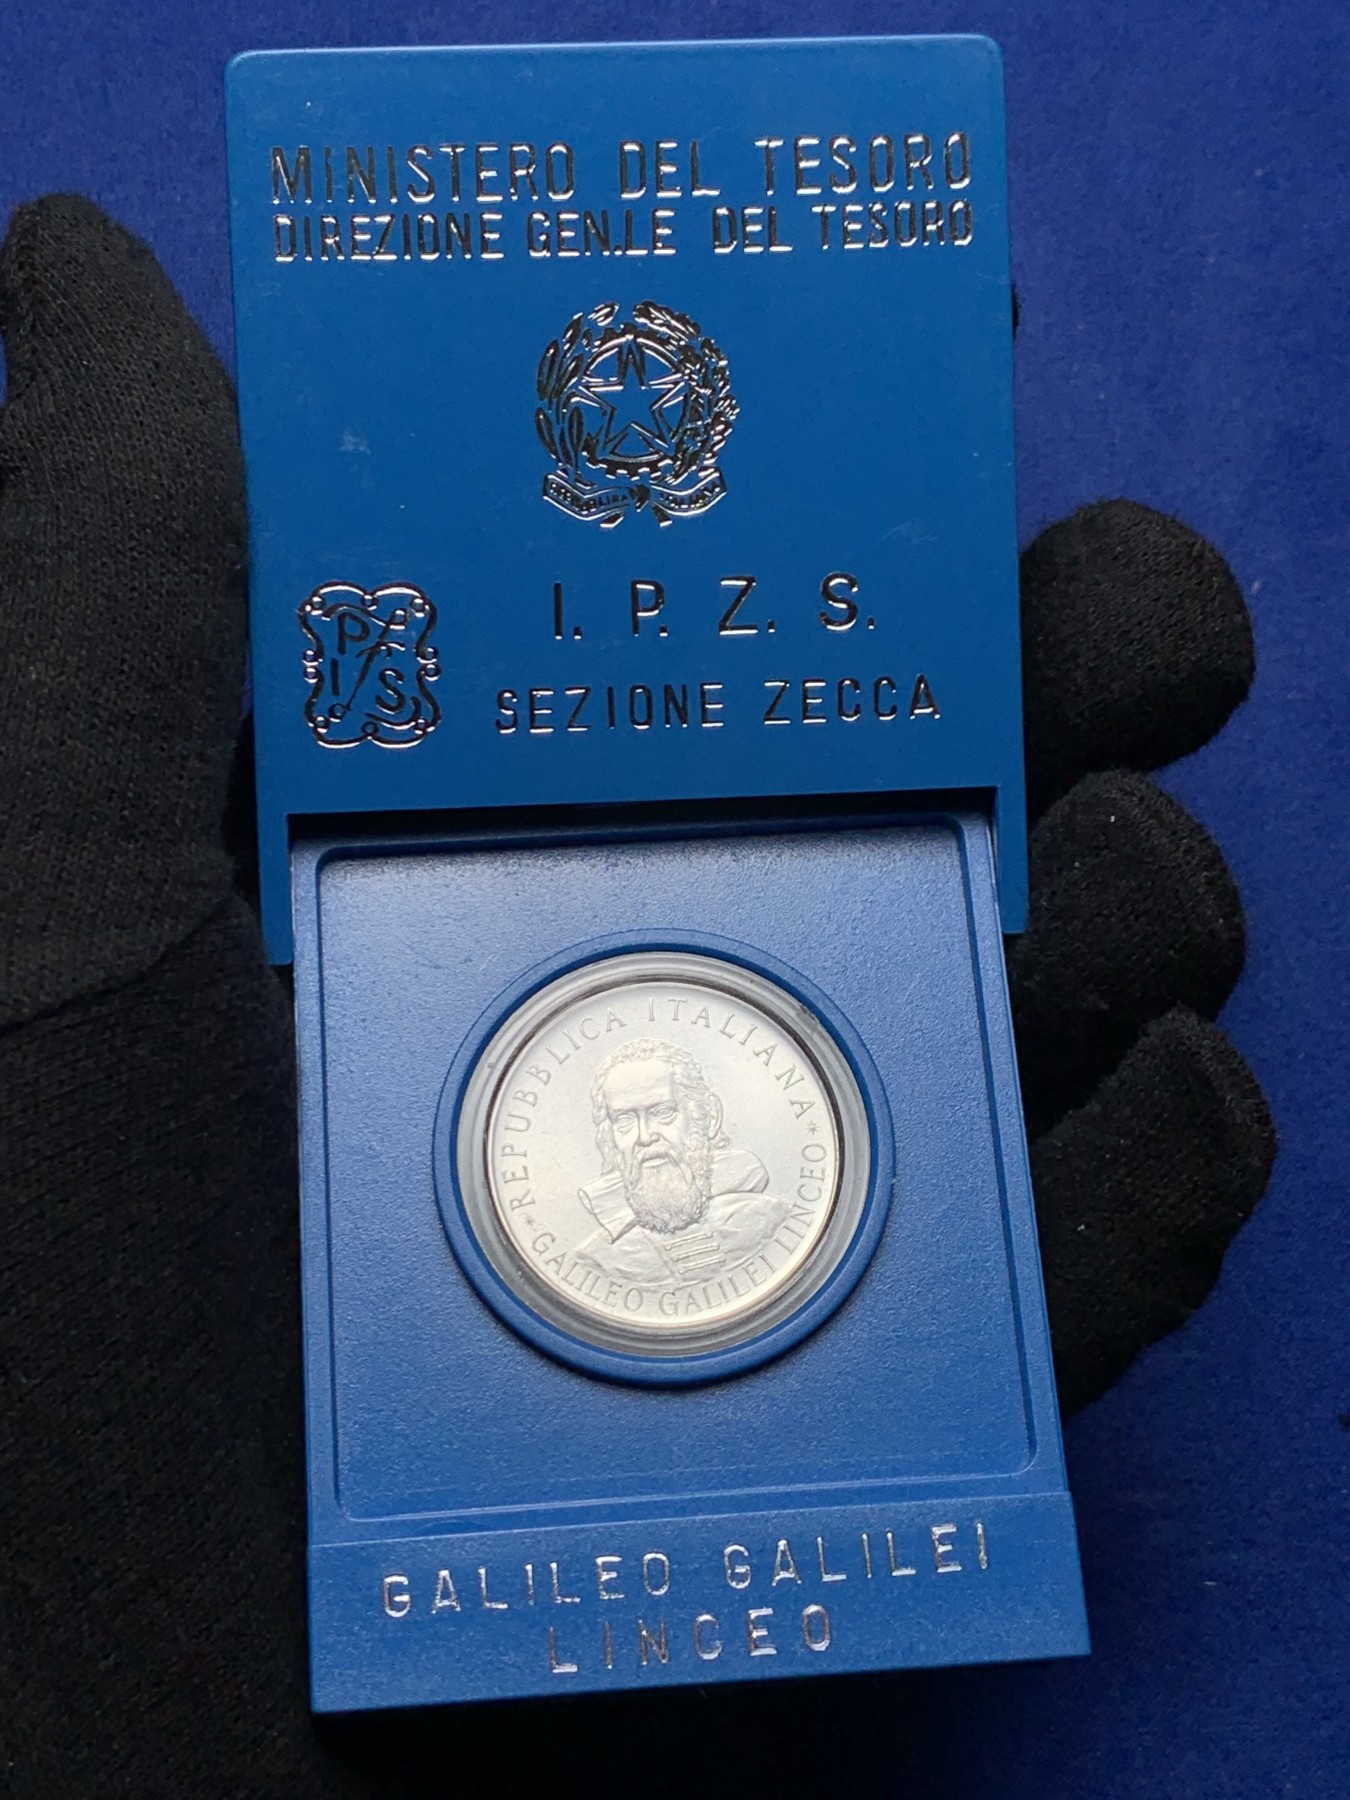 MINISTERO DEL TESORO
DIREZIONE GEN.LE DEL TESORO
REPUBBLICA ITALIANA
I. P. Z. S.
P
I S
SEZIONE ZECCA
*REPUBBLICA ITALIANA*
GALILEO GALILEI LINCEO
GALILEO GALILEI
LINCEO